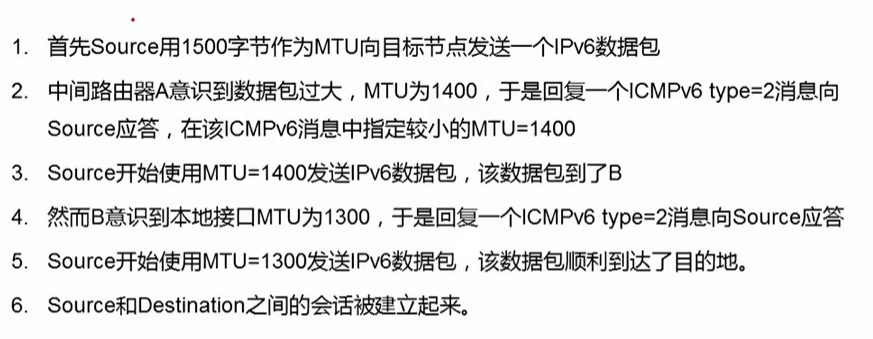 1. 首先Source用1500字节作为MTU向目标节点发送一个IPv6数据包
2. 中间路由器A意识到数据包过大，MTU为1400，于是回复一个ICMPv6 type=2消息向
Source应答，在该ICMPv6消息中指定较小的MTU=1400
3. Source开始使用MTU=1400发送IPv6数据包，该数据包到了B
4. 然而B意识到本地接口MTU为1300，于是回复一个ICMPv6 type=2消息向Source应答
5. Source开始使用MTU=1300发送IPv6数据包，该数据包顺利到达了目的地。
6. Source和Destination之间的会话被建立起来。